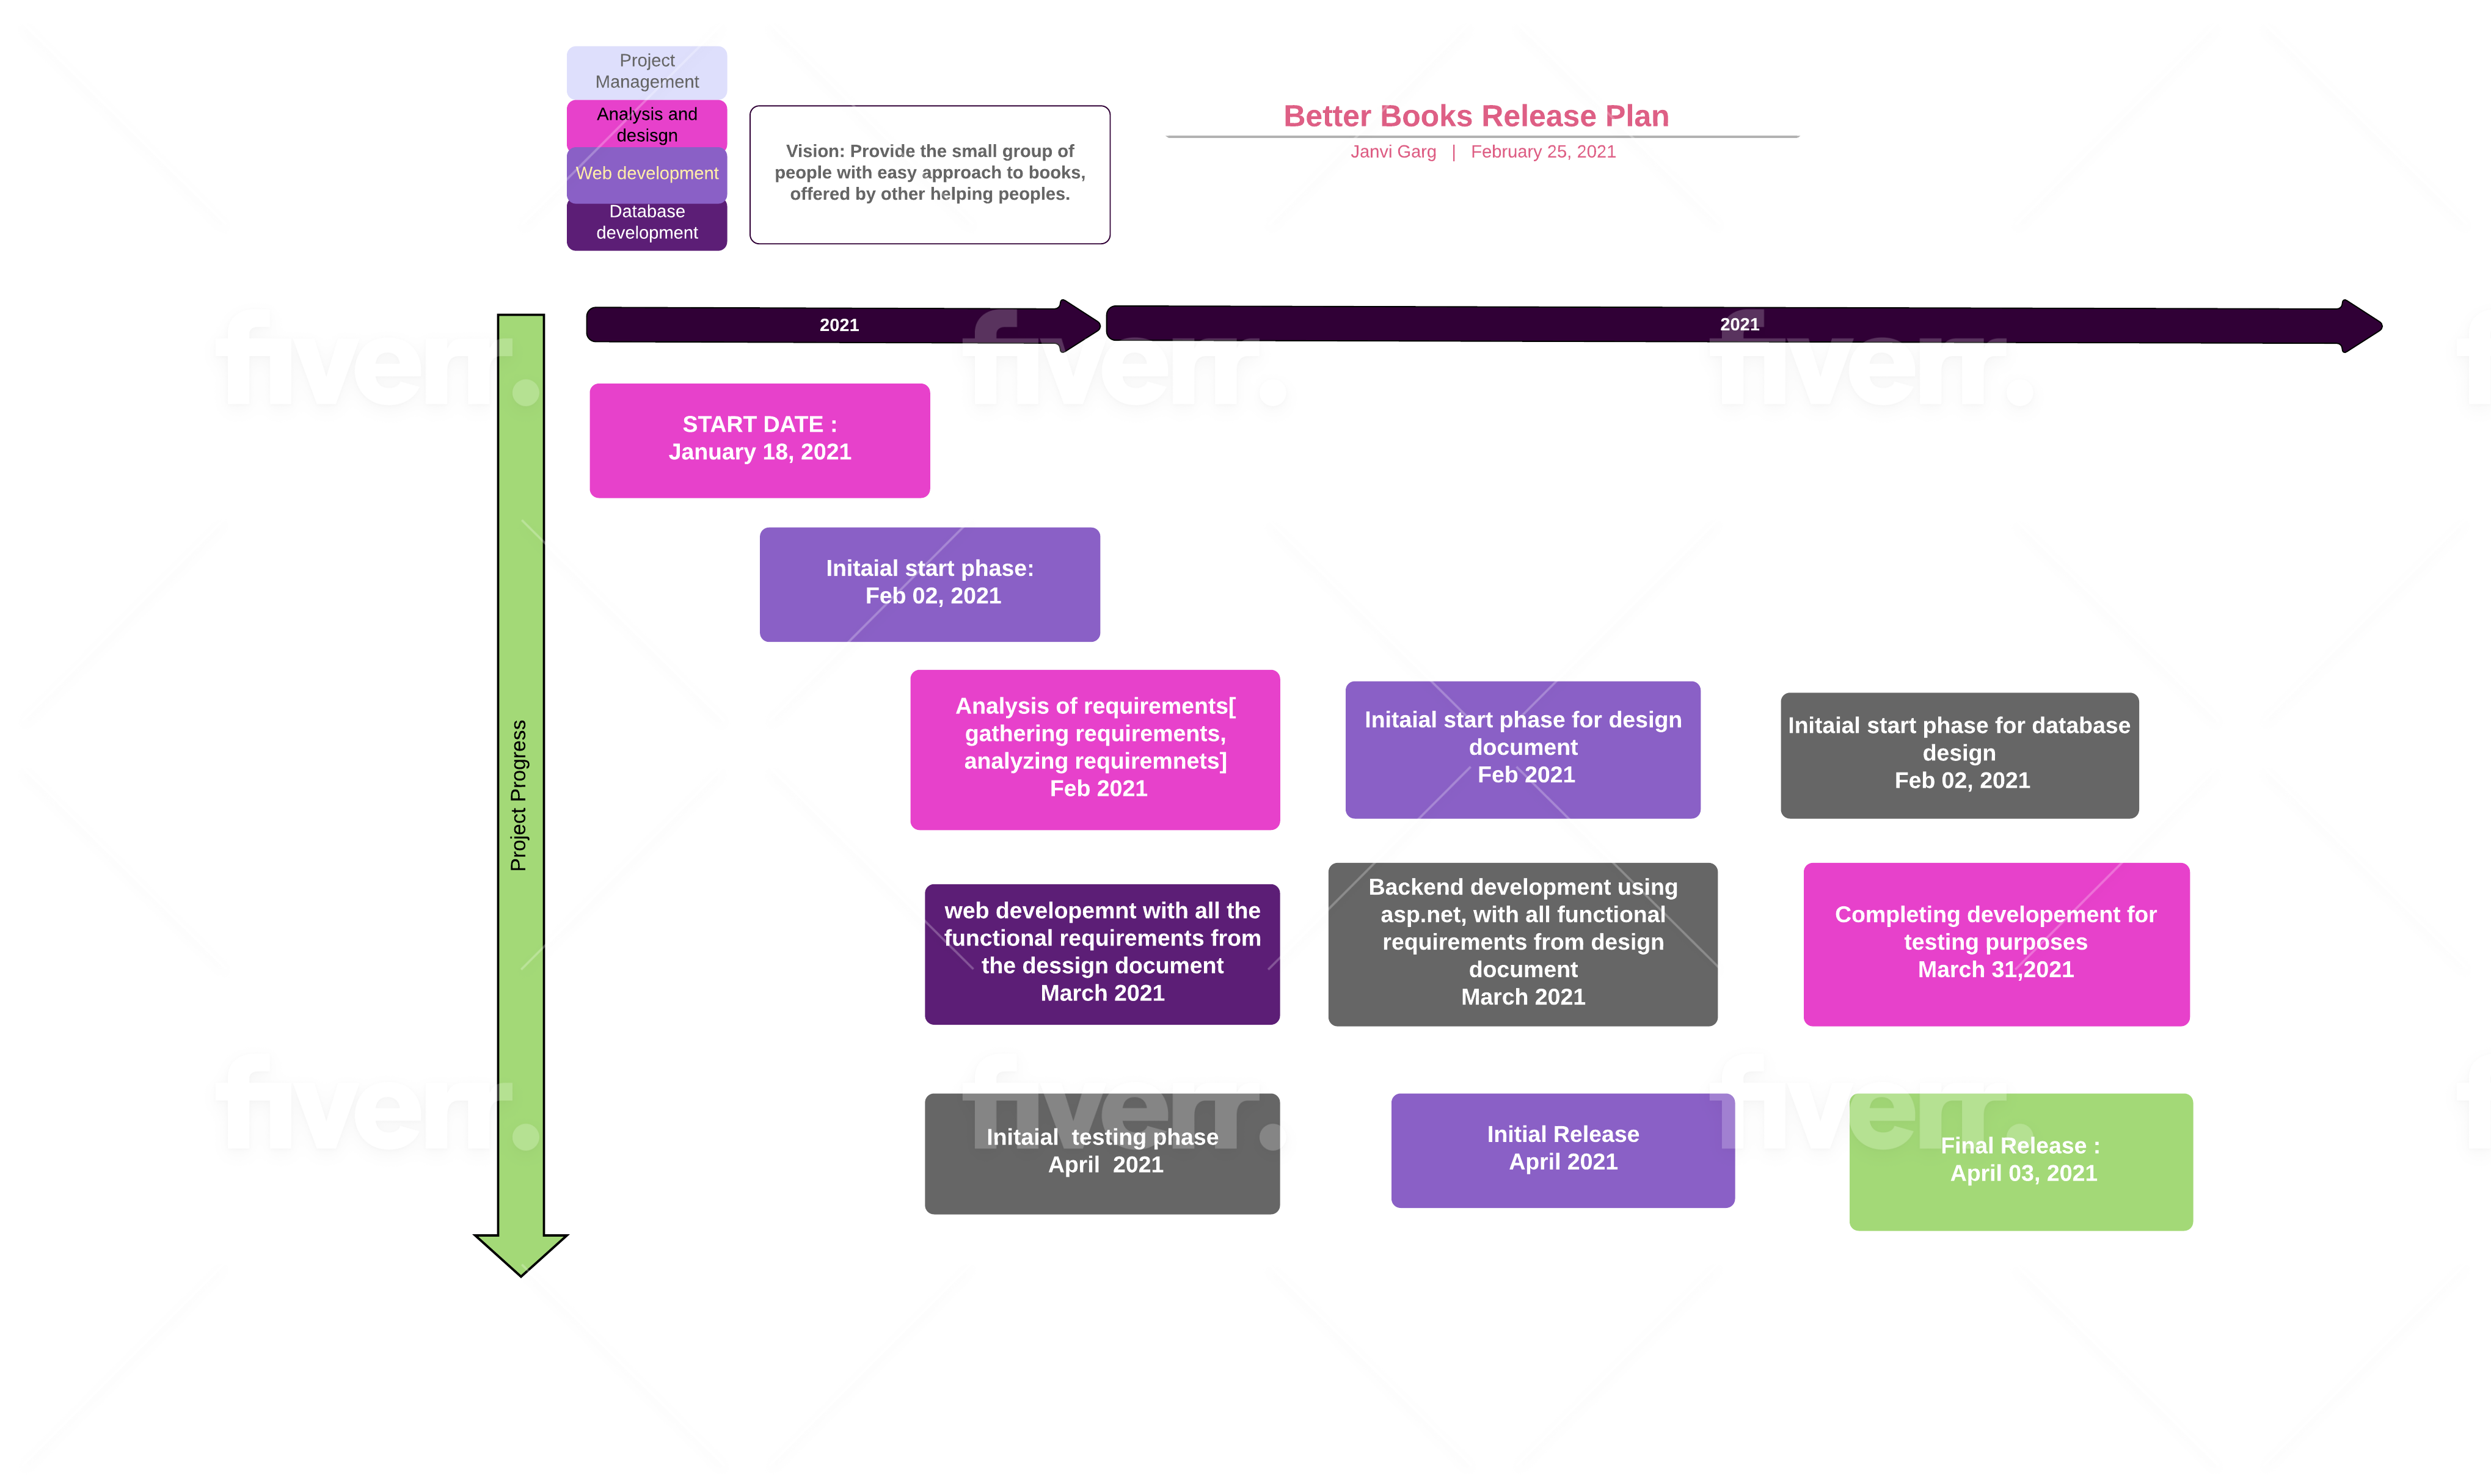 Project
Management
Analysis and
desisgn
Web development
Database
development
Vision: Provide the small group of
people with easy approach to books,
offered by other helping peoples.
Better Books Release Plan
Janvi Garg | February 25, 2021
2021
2021
fiverr.
fiverr.
fiverr.
START DATE :
January 18, 2021
Initaial start phase:
Feb 02, 2021
Project Progress
Analysis of requirements[
gathering requirements,
analyzing requiremnets]
Feb 2021
Initaial start phase for design
document
Feb 2021
Initaial start phase for database
design
Feb 02, 2021
web developemnt with all the
functional requirements from
the dessign document
March 2021
Backend development using
asp.net, with all functional
requirements from design
document
March 2021
Completing developement for
testing purposes
March 31,2021
fiverr.
fiverr.
fiverr.
Initaial testing phase
April 2021
Initial Release
April 2021
Final Release :
April 03, 2021